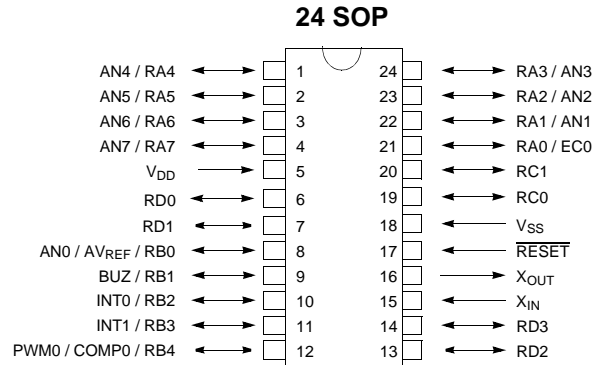 24 SOP
AN4 / RA4 1 24 RA3 / AN3
AN5 / RA5 2 23 RA2 / AN2
AN6 / RA6 3 22 RA1 / AN1
AN7 / RA7 4 21 RA0 / EC0
VDD 5 20 RC1
RD0 6 19 RC0
RD1 7 18 VSS
AN0 / AVREF / RB0 8 17 RESET
BUZ / RB1 9 16 XOUT
INT0 / RB2 10 15 XIN
INT1 / RB3 11 14 RD3
PWM0 / COMP0 / RB4 12 13 RD2